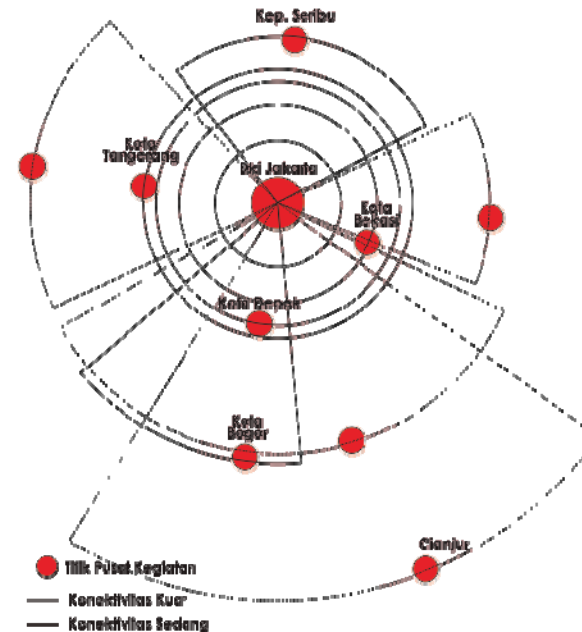 Kep. Seribu
Kota
Tangerang
DKI Jakarta
Kota
Bekasi
Kota Depok
Kota
Bogor
Cianjur
Titik Pusat Kegiatan
Konektivitas Kuat
Konektivitas Sedang